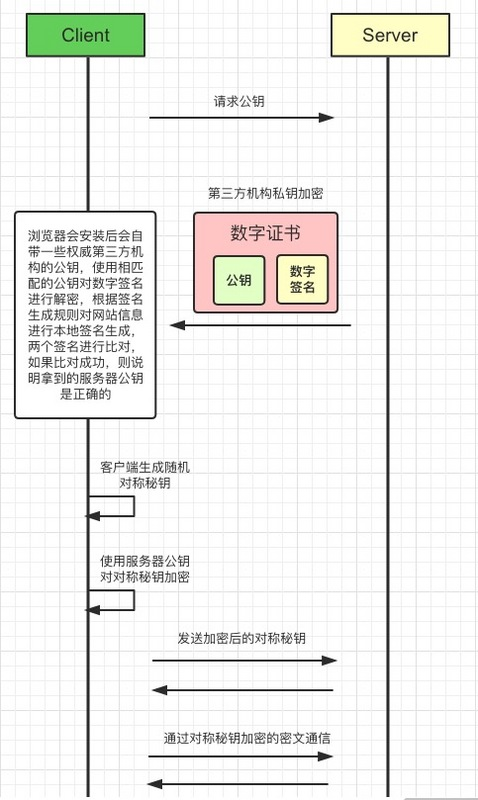 Client
Server
请求公钥
第三方机构私钥加密
数字证书
公钥
数字
签名
浏览器会安装后会自
带一些权威第三方机
构的公钥，使用相匹
配的公钥对数字签名
进行解密，根据签名
生成规则对网站信息
进行本地签名生成，
两个签名进行比对，
如果比对成功，则说
明拿到的服务器公钥
是正确的
客户端生成随机
对称秘钥
使用服务器公钥
对对称秘钥加密
发送加密后的对称秘钥
通过对称秘钥加密的密文通信